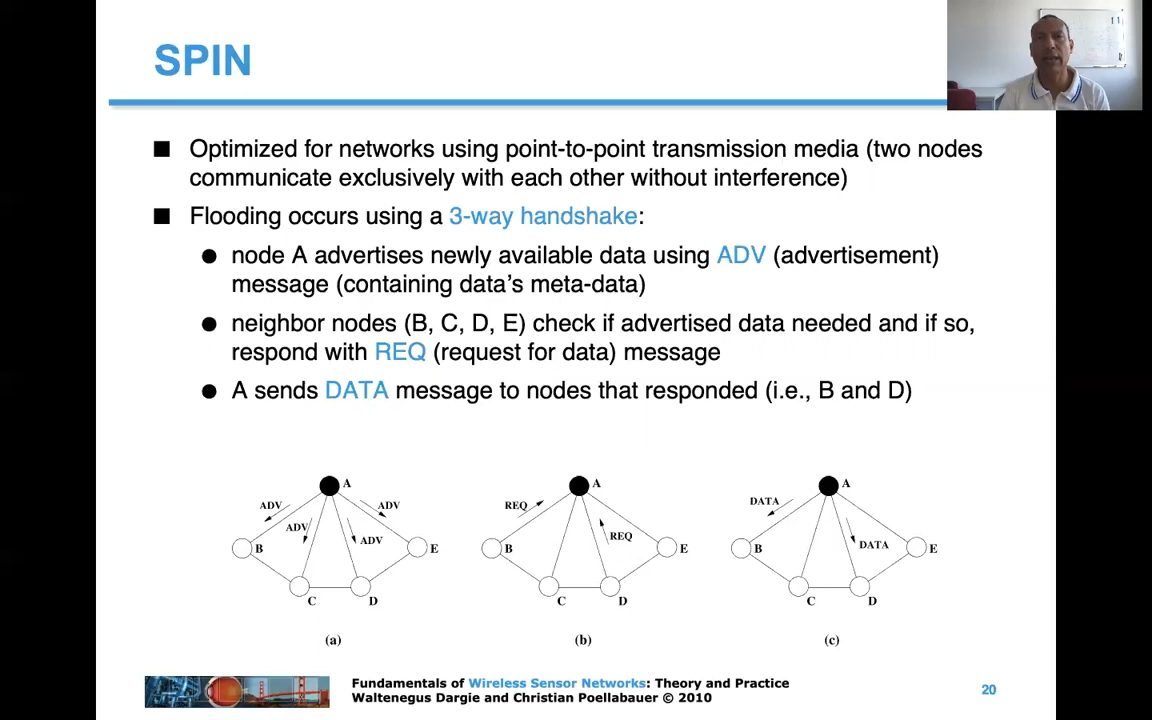 SPIN
■ Optimized for networks using point-to-point transmission media (two nodes
communicate exclusively with each other without interference)
■ Flooding occurs using a 3-way handshake:
● node A advertises newly available data using ADV (advertisement)
message (containing data's meta-data)
● neighbor nodes (B, C, D, E) check if advertised data needed and if so,
respond with REQ (request for data) message
● A sends DATA message to nodes that responded (i.e., B and D)
A
ADV
ADV
ADV
ADV
B
E
C
D
(a)
A
REQ
REQ
B
E
C
D
(b)
A
DATA
DATA
B
E
C
D
(c)
Fundamentals of Wireless Sensor Networks: Theory and Practice
Waltenegus Dargie and Christian Poellabauer © 2010
20